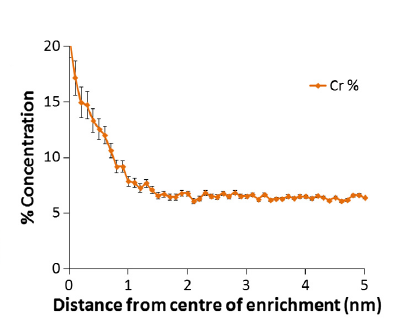 20
15
10
5
0
% Concentration
Cr %
0 1 2 3 4 5
Distance from centre of enrichment (nm)